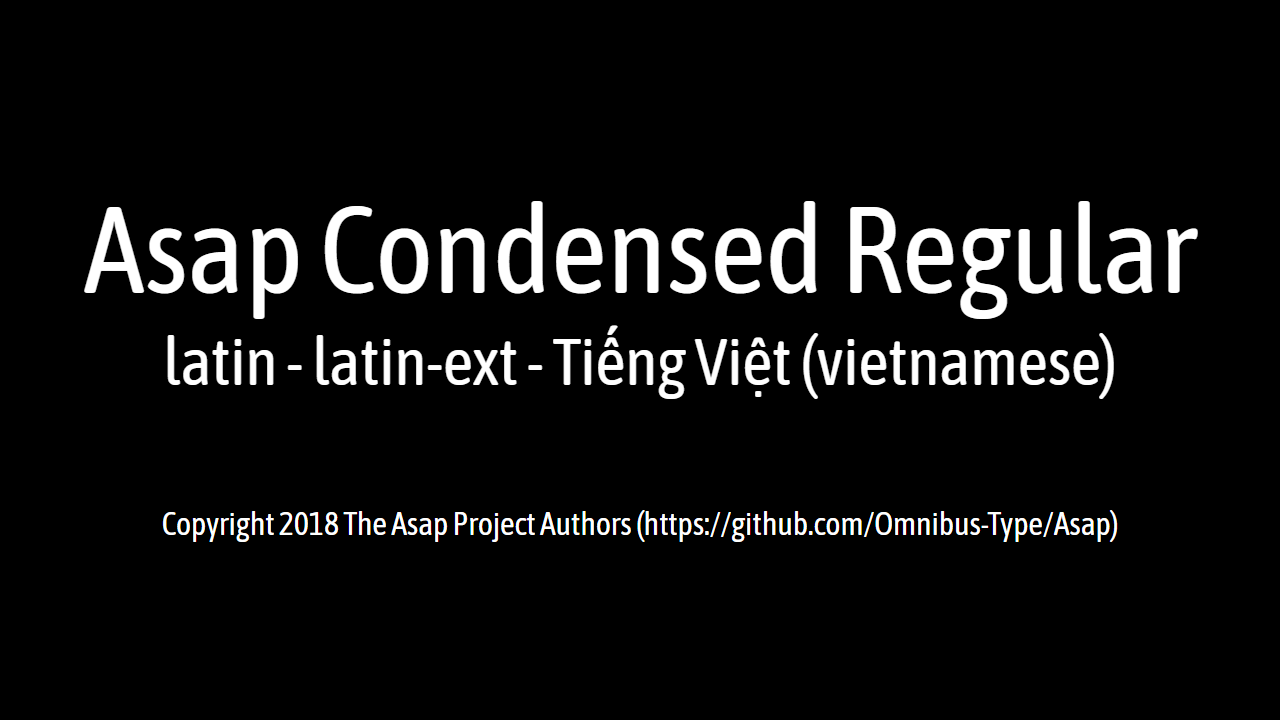 Asap Condensed Regular
latin - latin-ext - Tiếng Việt (vietnamese)
Copyright 2018 The Asap Project Authors (https://github.com/Omnibus-Type/Asap)